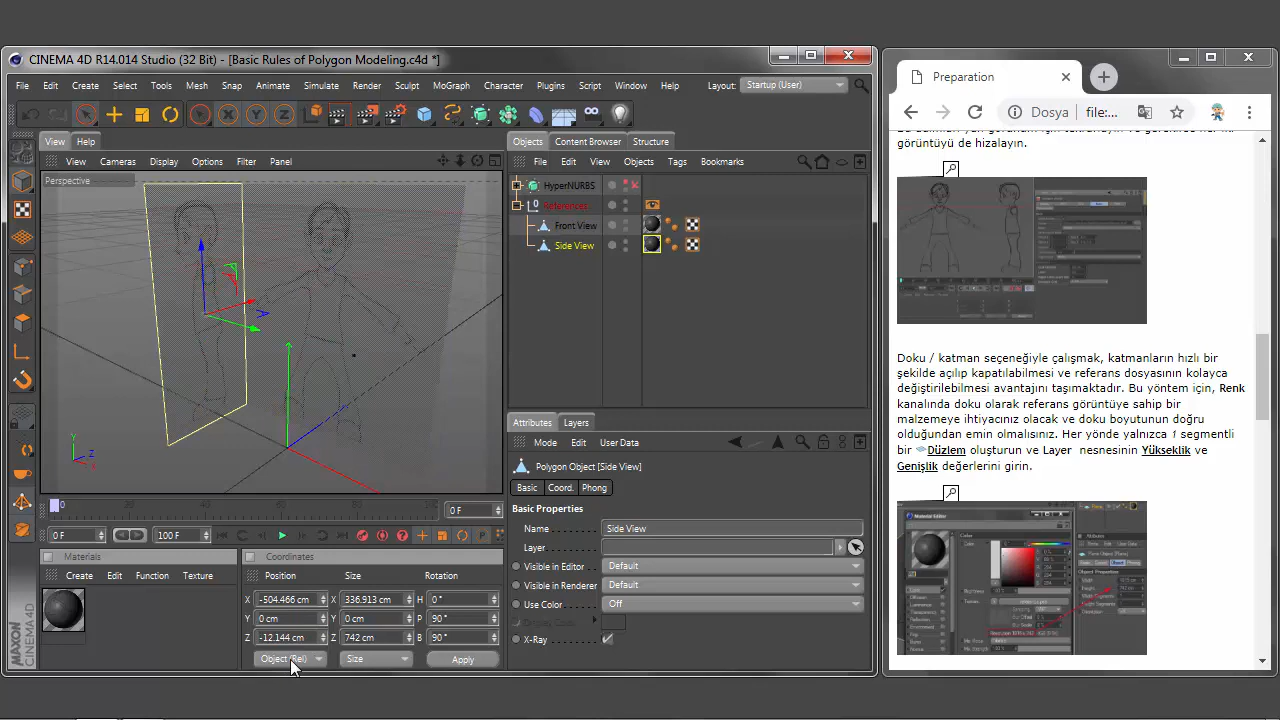 CINEMA 4D R14.014 Studio (32 Bit) - [Basic Rules of Polygon Modeling.c4d *]
File Edit Create Select Tools Mesh Snap Animate Simulate Render Sculpt MoGraph Character Plugins Script Window Help Layout: Startup (User)
View Help
View Cameras Display Options Filter Panel
Perspective
Objects Content Browser Structure
File Edit View Objects Tags Bookmarks
HyperNURBS
References
Front View
Side View
Attributes Layers
Mode Edit User Data
Polygon Object [Side View]
Basic Coord. Phong
Basic Properties
Name Side View
Layer
Visible in Editor Default
Visible in Renderer Default
Use Color Off
X-Ray
0 F
0 F 100 F
Materials
Create Edit Function Texture
Coordinates
Position Size Rotation
X -504.466 cm X 336.913 H 0 °
Y 0 cm Y 0 cm P 90 °
Z -12.144 cm Z 742 cm B 90 °
Object (Rel) Size Apply
MAXON
CINEMA 4D
Preparation
Dosya file:...
görüntüyü de hizalayın.
Doku / katman seçeneğiyle çalışmak, katmanların hızlı bir
şekilde açılıp kapatılabilmesi ve referans dosyasının kolayca
değiştirilebilmesi avantajını taşımaktadır. Bu yöntem için, Renk
kanalında doku olarak referans görüntüye sahip bir
malzemeye ihtiyacınız olacak ve doku boyutunun doğru
olduğundan emin olmalısınız. Her yönde yalnızca 1 segmentli
bir Düzlem oluşturun ve Layer nesnesinin Yükseklik ve
Genişlik değerlerini girin.
Material Editor